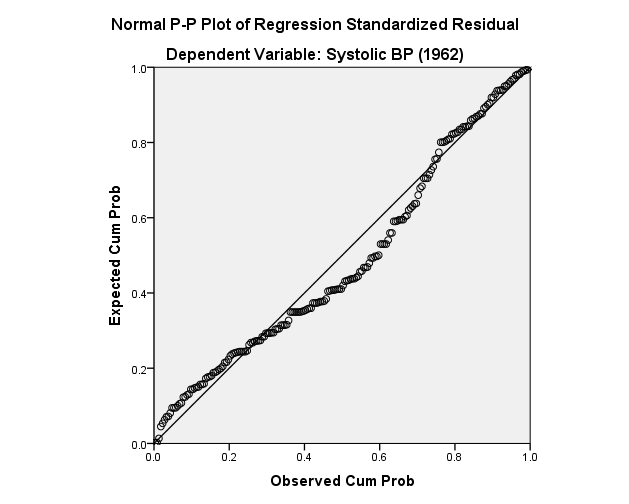 Normal P-P Plot of Regression Standardized Residual
Dependent Variable: Systolic BP (1962)
Expected Cum Prob
1.0
0.8
0.6
0.4
0.2
0.0
0.0 0.2 0.4 0.6 0.8 1.0
Observed Cum Prob